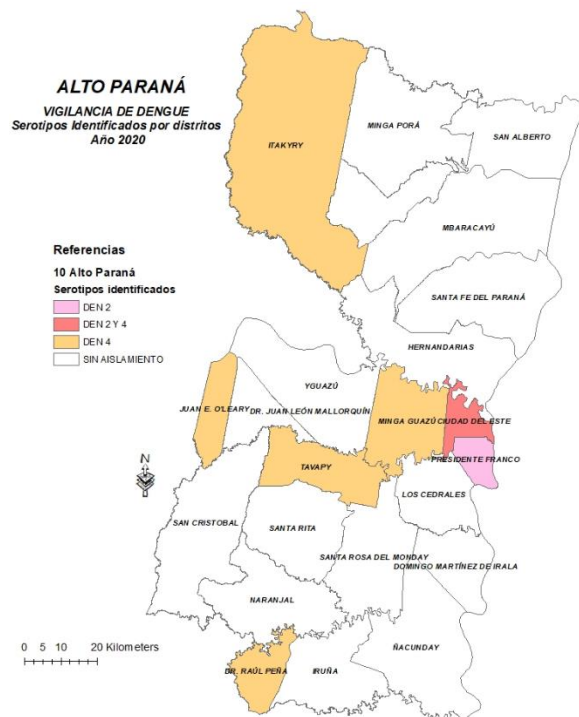 ALTO PARANÁ
VIGILANCIA DE DENGUE
Serotipos Identificados por distritos
Año 2020
Referencias
10 Alto Paraná
Serotipos identificados
DEN 2
DEN 2 Y 4
DEN 4
SIN AISLAMIENTO
ITAKYRY
MINGA PORÁ
SAN ALBERTO
MBARACAYÚ
SANTA FE DEL PARANÁ
HERNANDARIAS
YGUAZÚ
JUAN E. O'LEARY
DR. JUAN LEÓN MALLORQUÍN
MINGA GUAZÚ
CIUDAD DEL ESTE
PRESIDENTE FRANCO
TAVAPY
LOS CEDRALES
SAN CRISTOBAL
SANTA RITA
SANTA ROSA DEL MONDAY
DOMINGO MARTÍNEZ DE IRALA
NARANJAL
ÑACUNDAY
DR. RAÚL PEÑA
IRUÑA
N
0 5 10 20 Kilometers